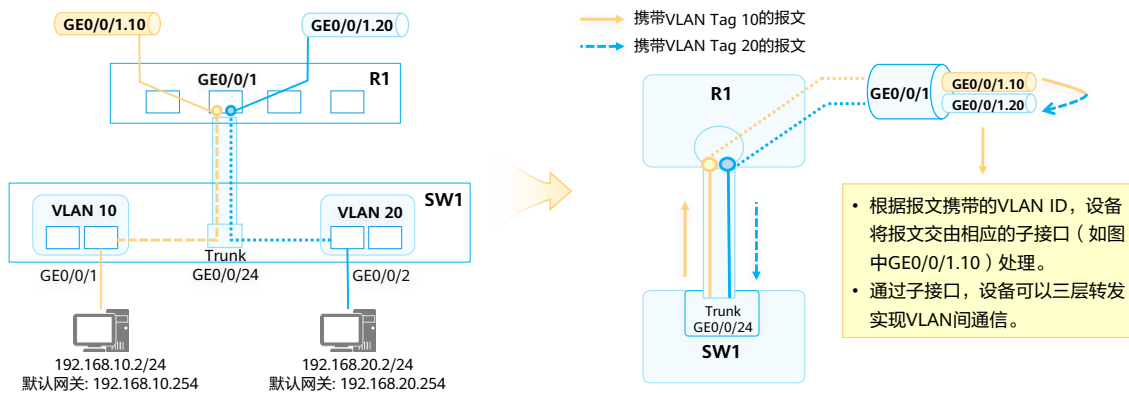 GE0/0/1.10
GE0/0/1.20
GE0/0/1
R1
SW1
VLAN 10
VLAN 20
Trunk
GE0/0/24
GE0/0/1
GE0/0/2
192.168.10.2/24
默认网关: 192.168.10.254
192.168.20.2/24
默认网关: 192.168.20.254
携带VLAN Tag 10的报文
携带VLAN Tag 20的报文
R1
GE0/0/1
GE0/0/1.10
GE0/0/1.20
Trunk
GE0/0/24
SW1
• 根据报文携带的VLAN ID，设备
将报文交由相应的子接口（如图
中GE0/0/1.10）处理。
• 通过子接口，设备可以三层转发
实现VLAN间通信。